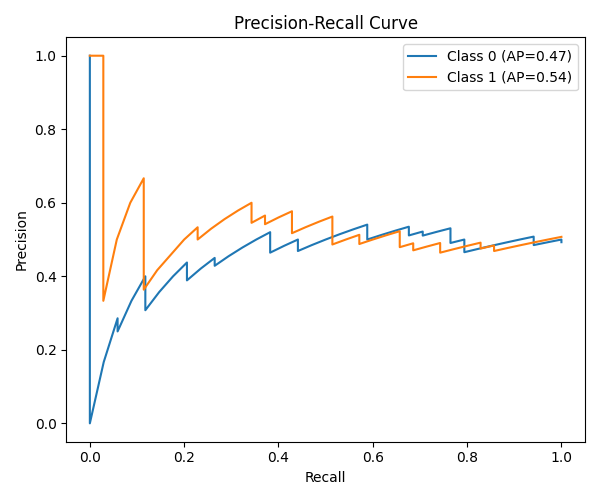 Precision-Recall Curve
Class 0 (AP=0.47)
Class 1 (AP=0.54)
Precision
1.0
0.8
0.6
0.4
0.2
0.0
0.0 0.2 0.4 0.6 0.8 1.0
Recall